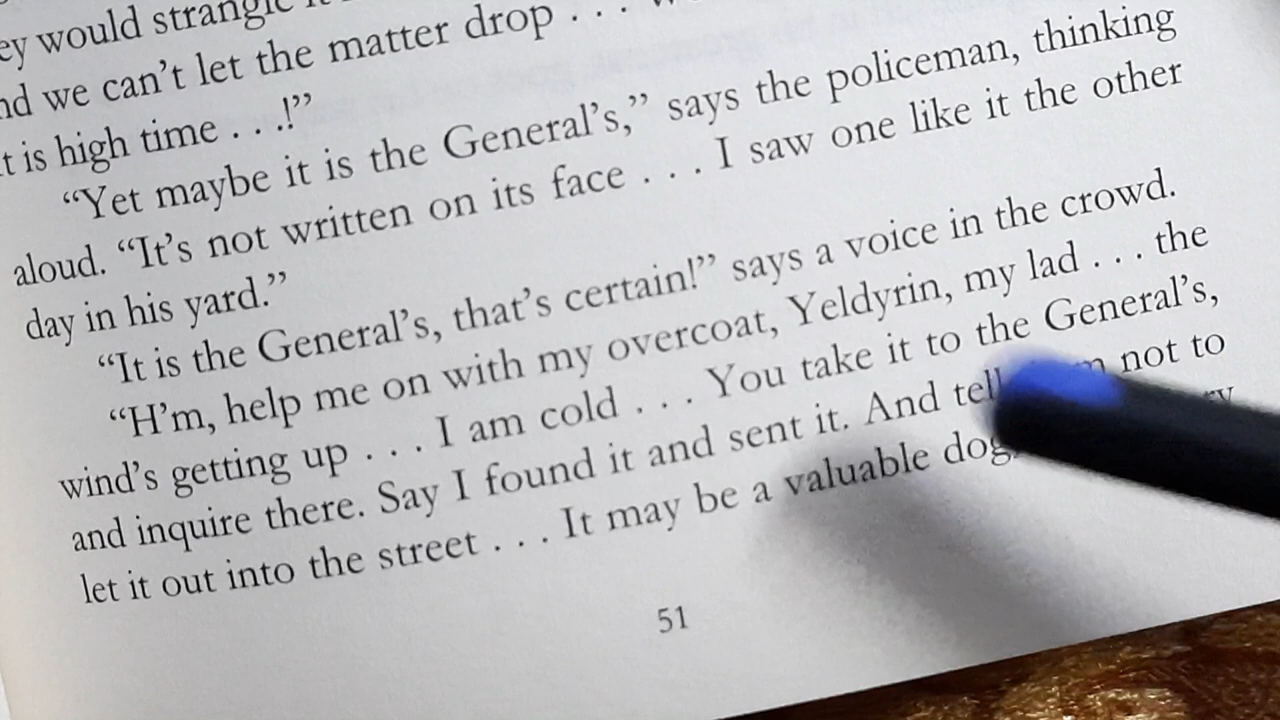 ey would strangle it
nd we can't let the matter drop . . .
t is high time . . .!”
“Yet maybe it is the General's,” says the policeman, thinking
aloud. “It's not written on its face . . . I saw one like it the other
day in his yard.”
“It is the General's, that's certain!” says a voice in the crowd.
“H'm, help me on with my overcoat, Yeldyrin, my lad . . . the
wind's getting up . . . I am cold . . . You take it to the General's,
and inquire there. Say I found it and sent it. And tell not to
let it out into the street . . . It may be a valuable dog,
51